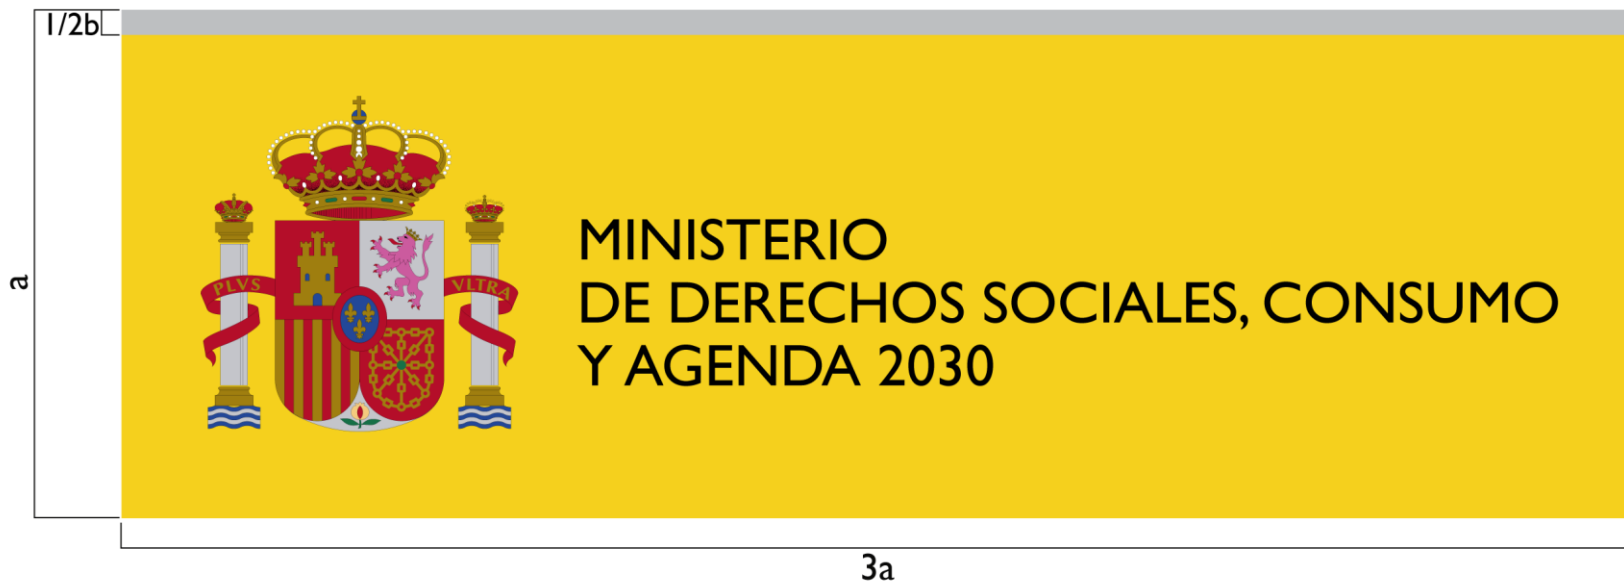 1/2b
PLVS VLTRA
MINISTERIO
DE DERECHOS SOCIALES, CONSUMO
Y AGENDA 2030
a
3a